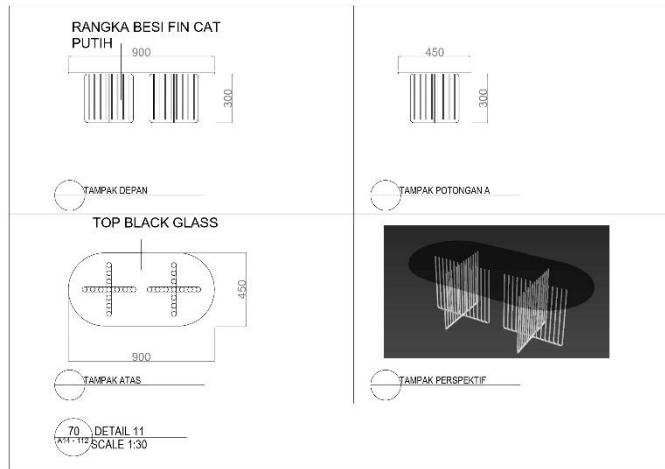 RANGKA BESI FIN CAT
PUTIH
900
300
TAMPAK DEPAN
450
300
TAMPAK POTONGAN A
TOP BLACK GLASS
450
900
TAMPAK ATAS
TAMPAK PERSPEKTIF
70
A14 - 112
DETAIL 11
SCALE 1:30